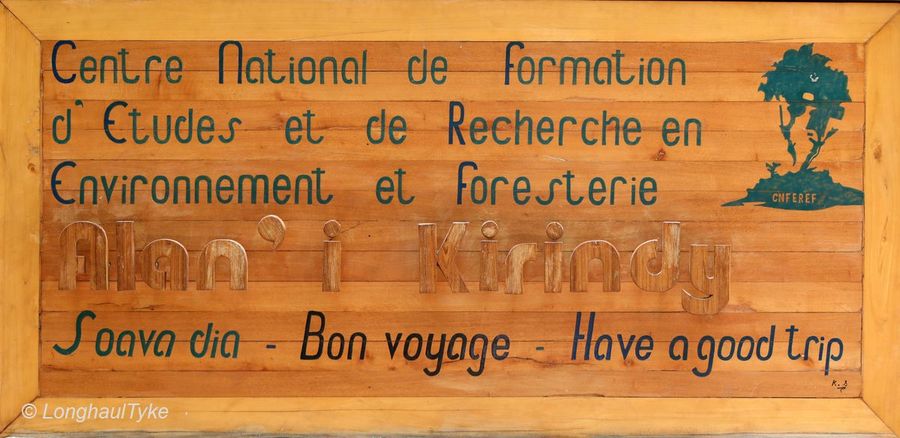 Centre National de Formation
d'Etudes et de Recherche en
Environnement et Foresterie
CNFEREF
Alan' i Kirindy
Soava dia - Bon voyage - Have a good trip
© LonghaulTyke